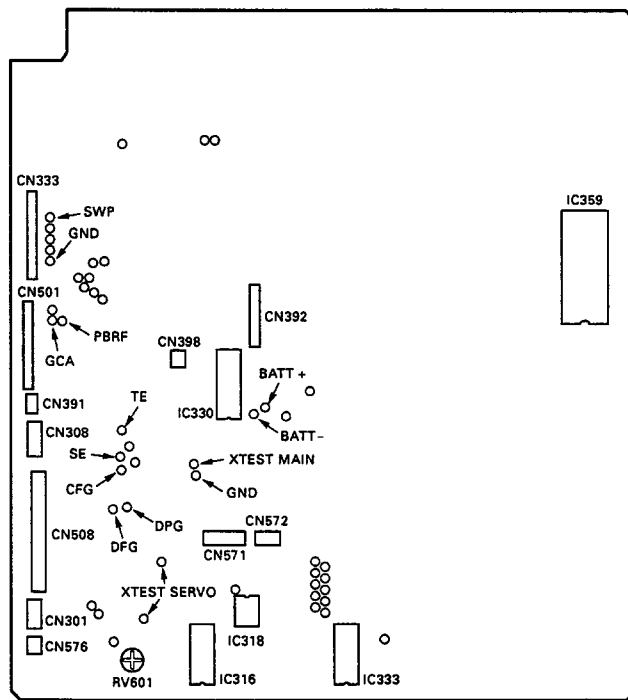 CN333
SWP
GND
IC359
CN501
CN392
PBRF
CN398
GCA
BATT +
TE
CN391
IC330
CN308
BATT-
SE
XTEST MAIN
CFG
GND
DPG
CN572
CN508
DFG
CN571
XTEST SERVO
CN301
IC318
CN576
RV601
IC316
IC333